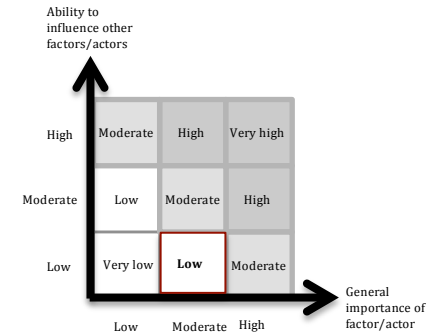 Ability to
influence other
factors/actors
High
Moderate
High
Very high
Moderate
Low
Moderate
High
Low
Very low
Low
Moderate
General
importance of
factor/actor
Low
Moderate
High